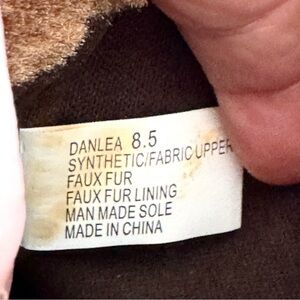 DANLEA 8.5
SYNTHETIC/FABRIC UPPER
FAUX FUR
FAUX FUR LINING
MAN MADE SOLE
MADE IN CHINA